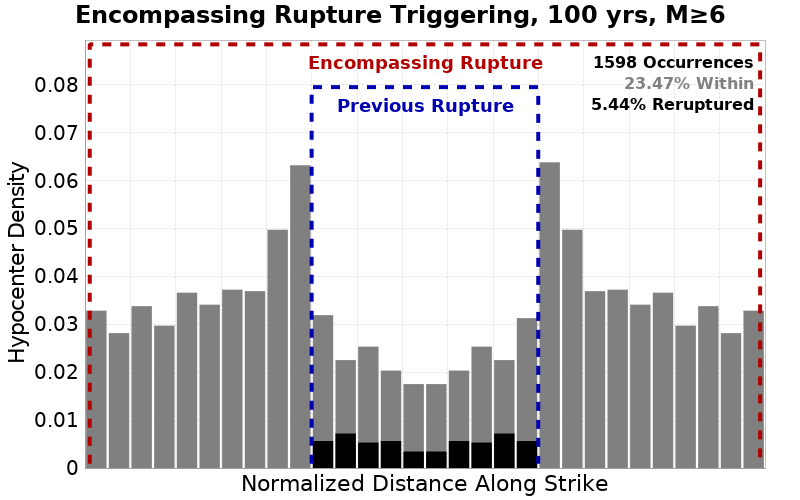 Encompassing Rupture Triggering, 100 yrs, M≥6
Encompassing Rupture
1598 Occurrences
23.47% Within
5.44% Reruptured
Previous Rupture
Hypocenter Density
0.08
0.07
0.06
0.05
0.04
0.03
0.02
0.01
0
Normalized Distance Along Strike